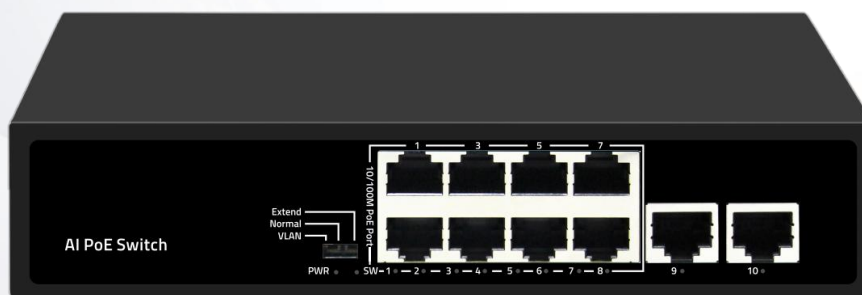 1 3 5 7
10/100M PoE Port
Extend
Normal
VLAN
AI PoE Switch
PWR SW 1 2 3 4 5 6 7 8 9 10